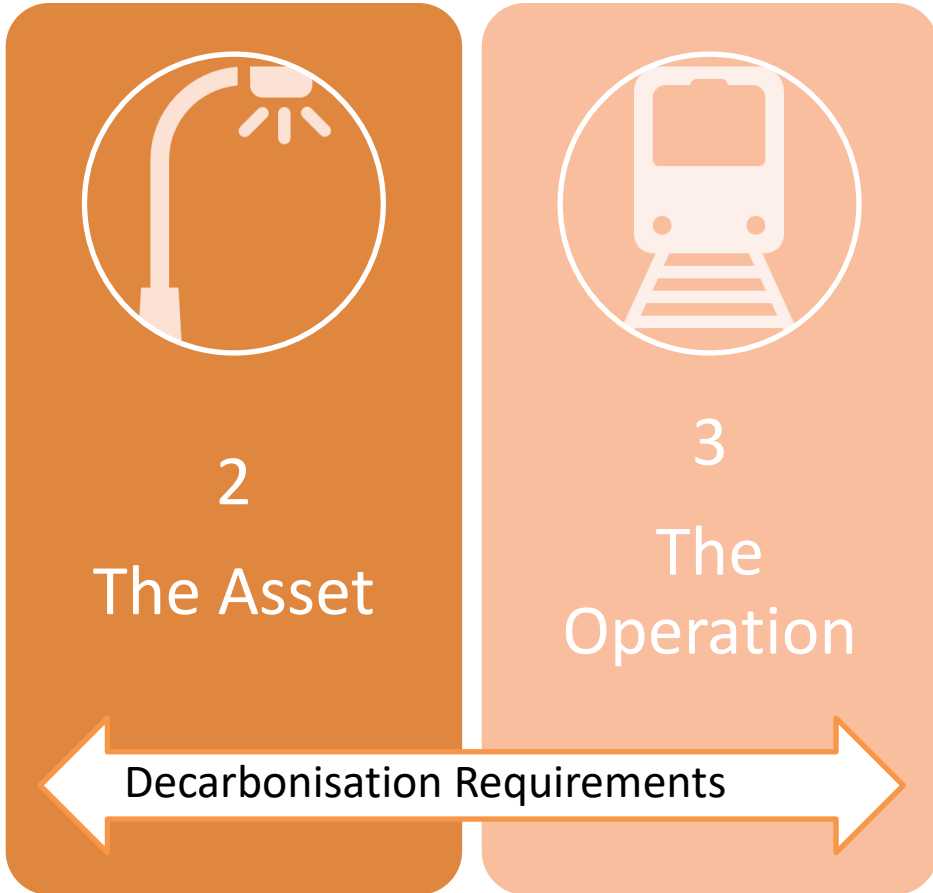 2
The Asset
3
The
Operation
Decarbonisation Requirements